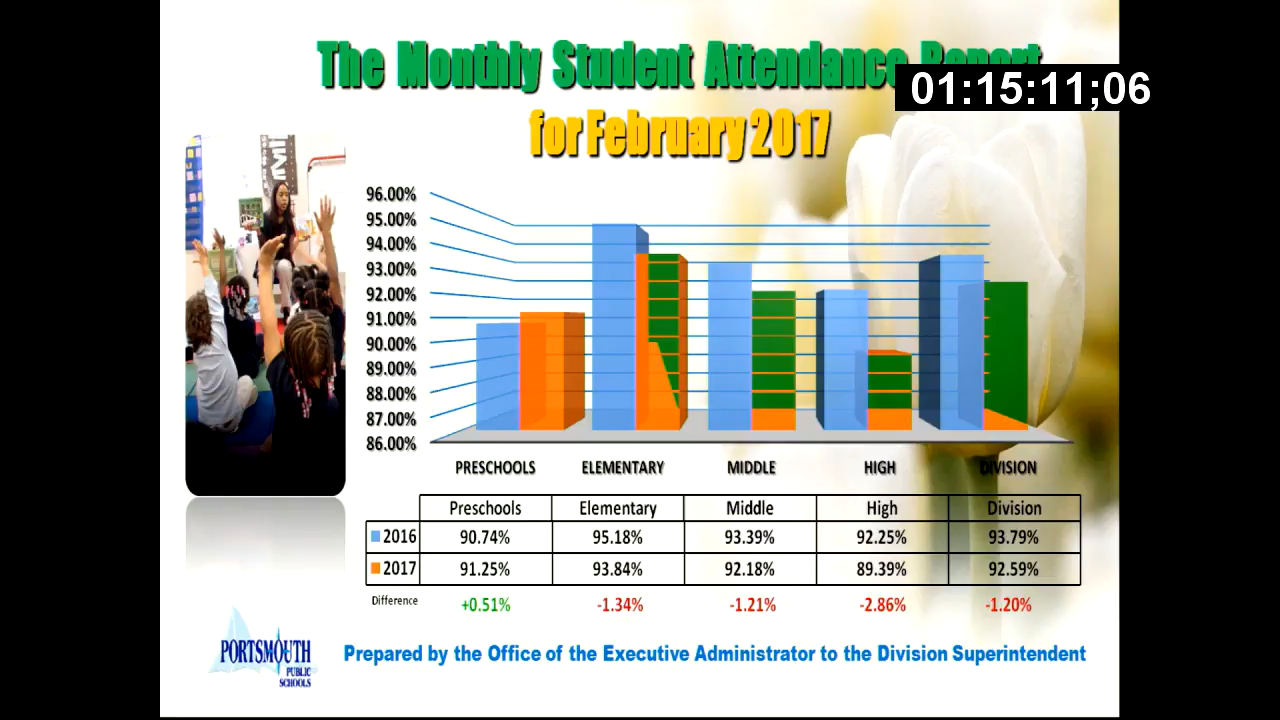 The Monthly Student Attendance Report
01:15:11;06
for February 2017
96.00%
95.00%
94.00%
93.00%
92.00%
91.00%
90.00%
89.00%
88.00%
87.00%
86.00%
PRESCHOOLS ELEMENTARY MIDDLE HIGH DIVISION
Preschools Elementary Middle High Division
2016 90.74% 95.18% 93.39% 92.25% 93.79%
2017 91.25% 93.84% 92.18% 89.39% 92.59%
Difference +0.51% -1.34% -1.21% -2.86% -1.20%
PORTSMOUTH
PUBLIC
SCHOOLS
Prepared by the Office of the Executive Administrator to the Division Superintendent